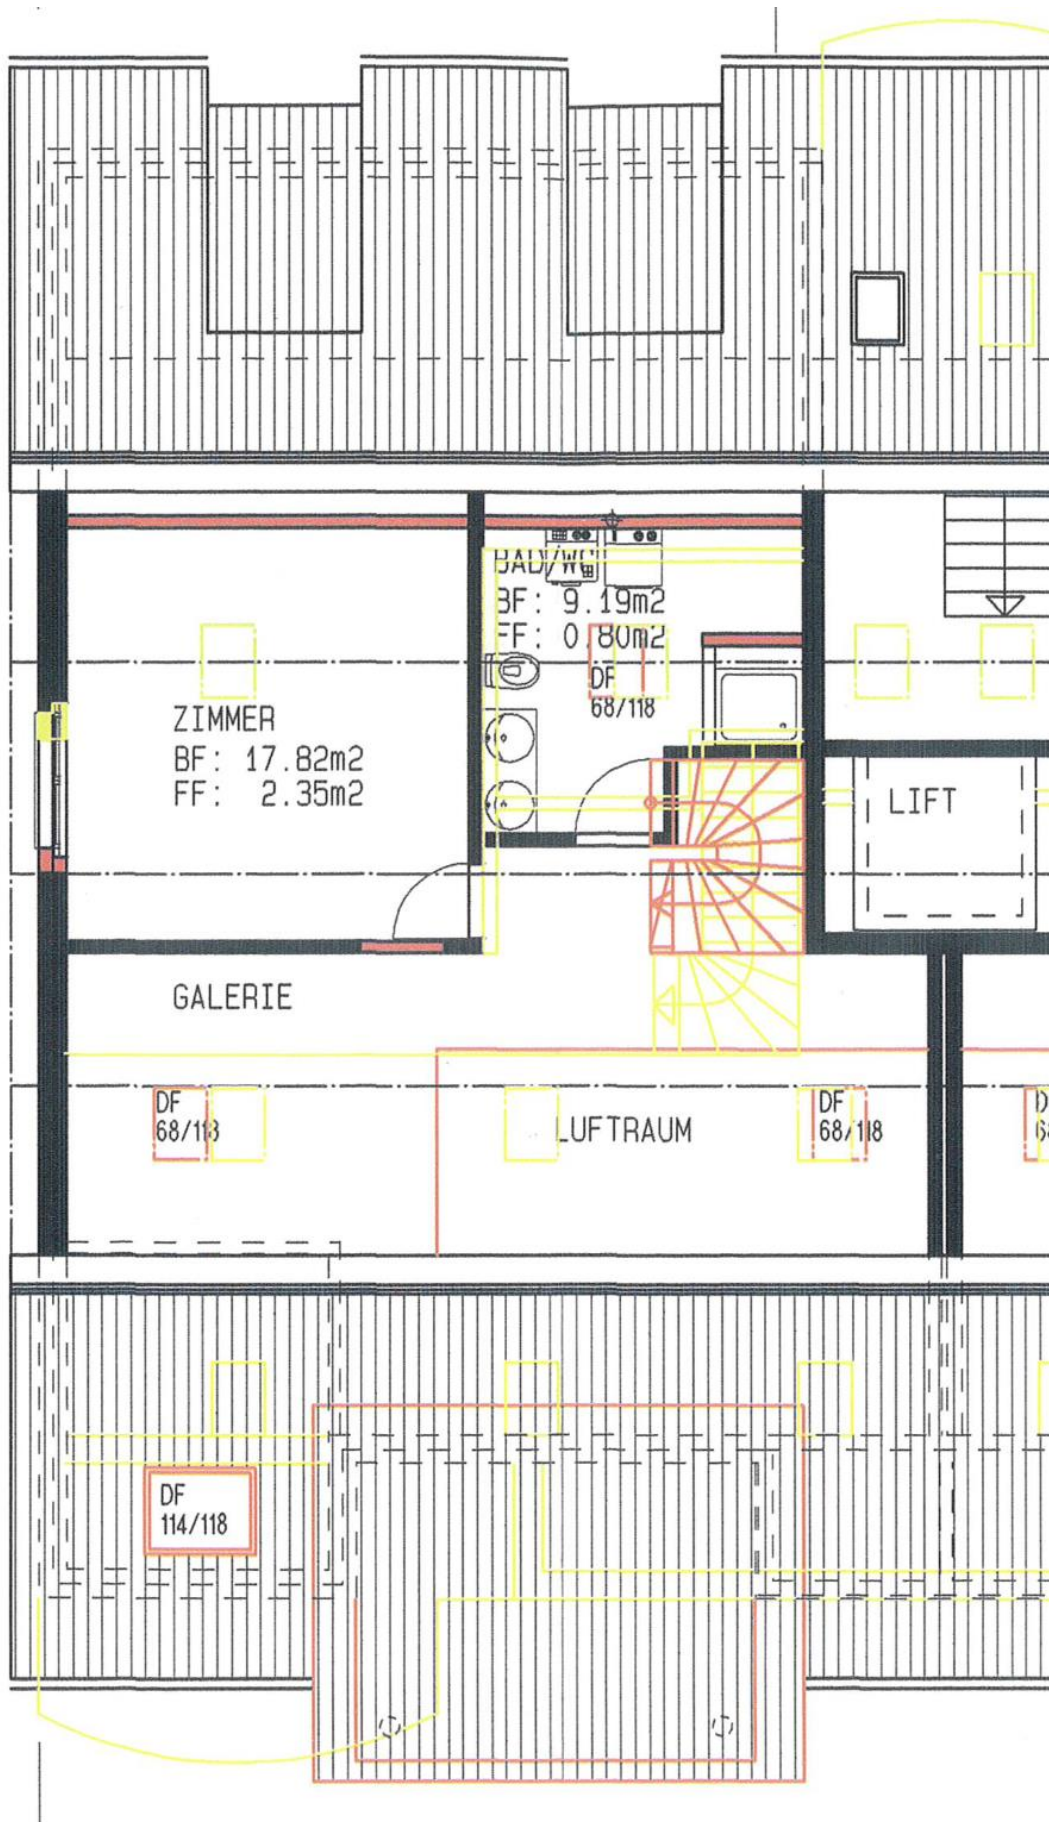 BAD/WC
BF: 9.19m2
FF: 0.80m2
DF
68/118
ZIMMER
BF: 17.82m2
FF: 2.35m2
LIFT
GALERIE
DF
68/118
LUFTRAUM
DF
68/118
DF
114/118